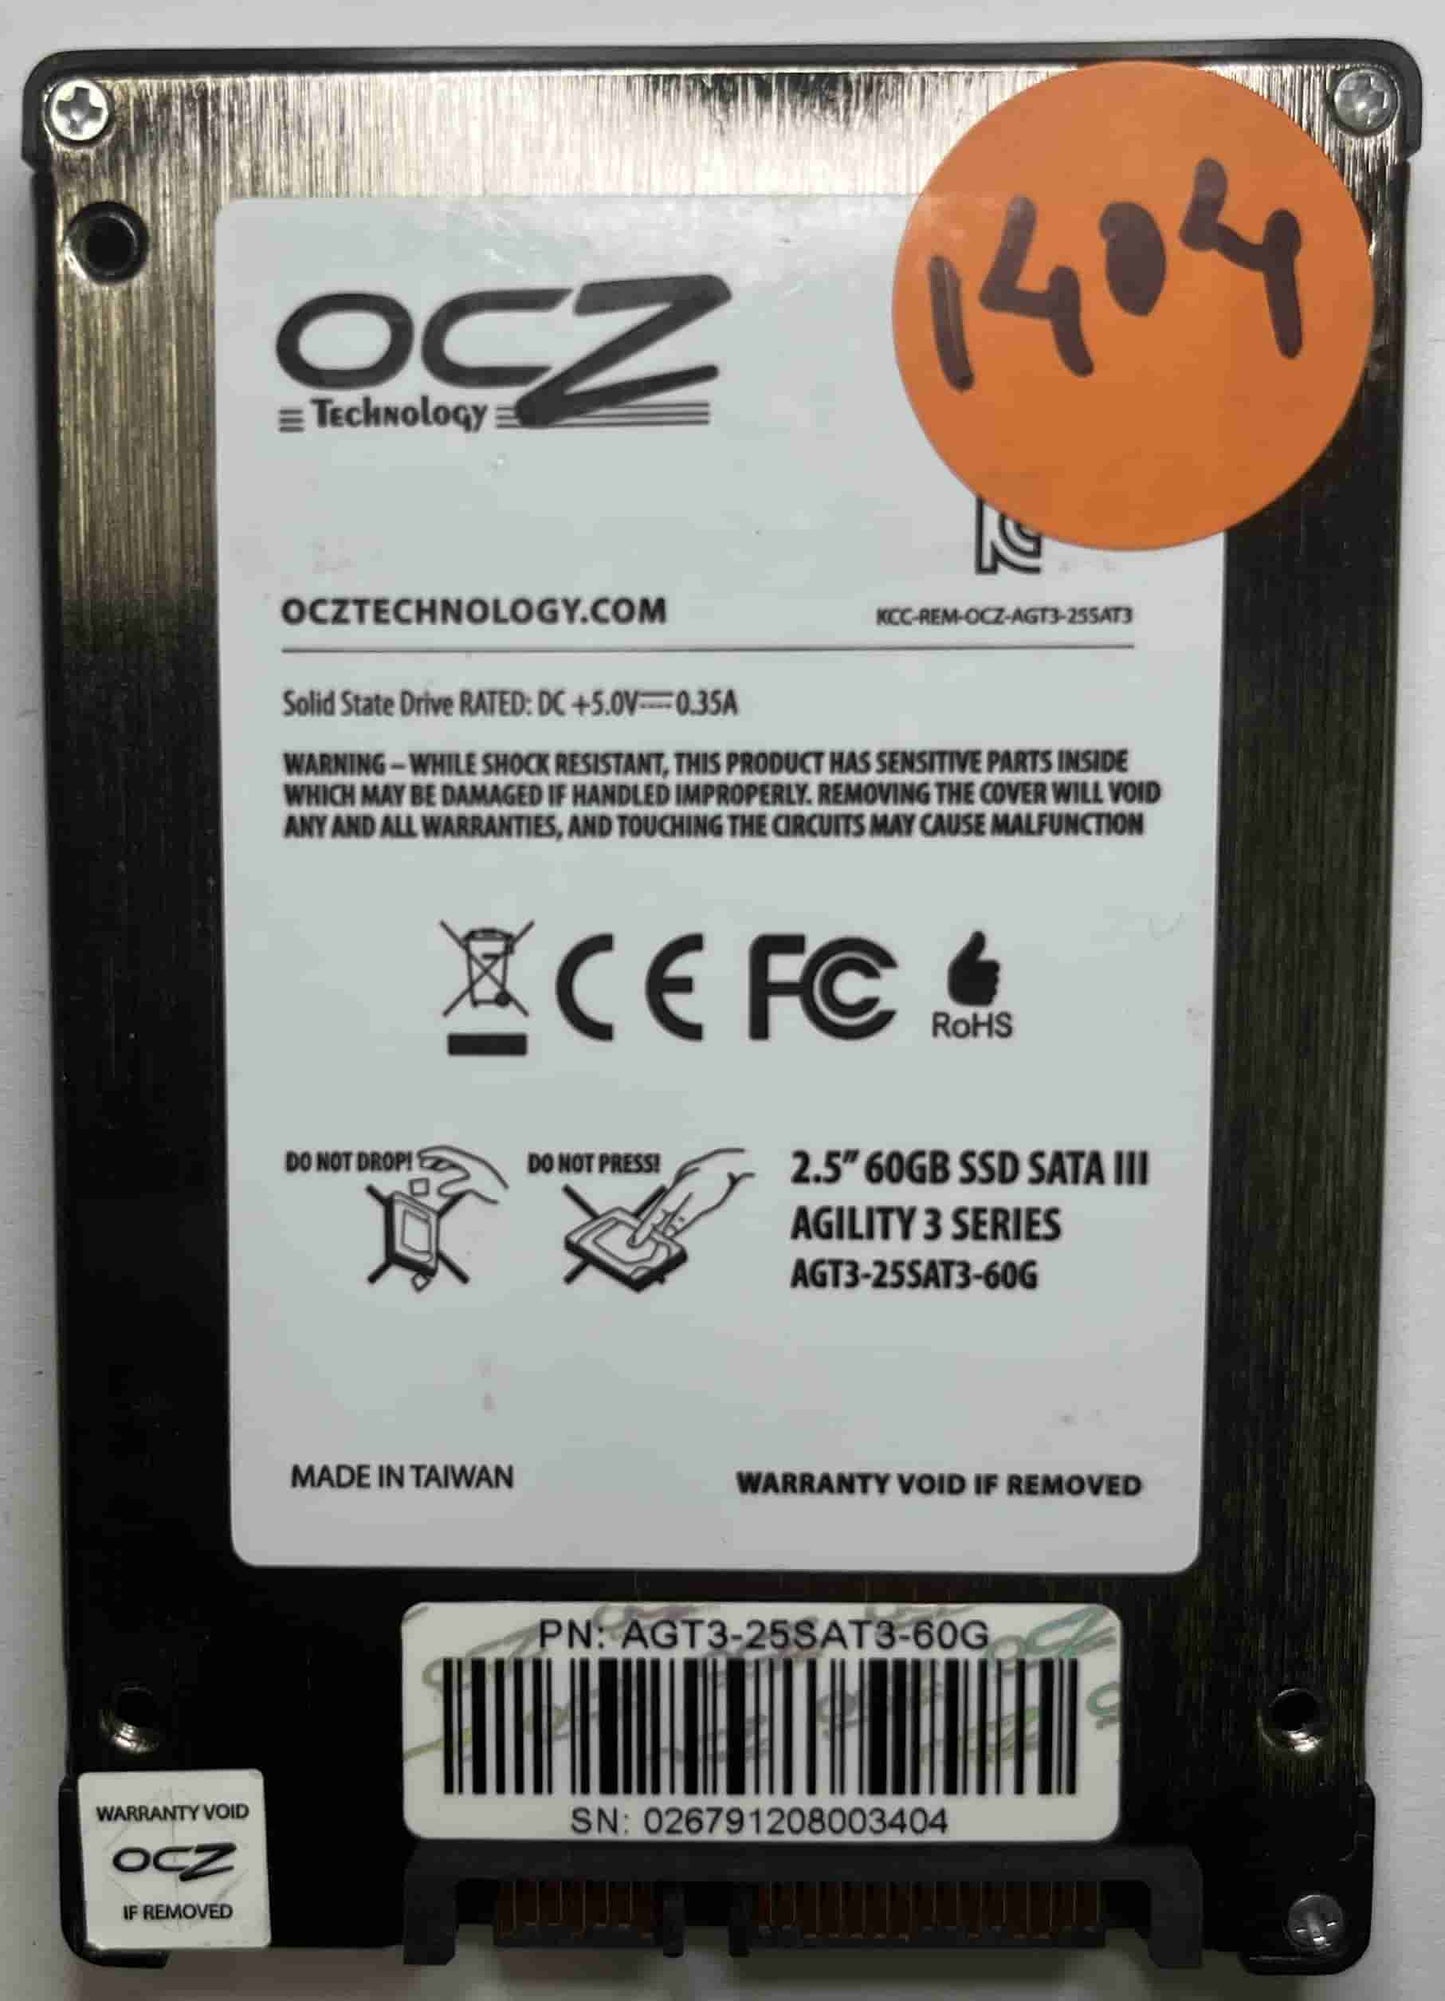 1404
OCZ
Technology
OCZTECHNOLOGY.COM
KCC-REM-OCZ-AGT3-25SAT3
Solid State Drive RATED: DC +5.0V⎓0.35A
WARNING – WHILE SHOCK RESISTANT, THIS PRODUCT HAS SENSITIVE PARTS INSIDE
WHICH MAY BE DAMAGED IF HANDLED IMPROPERLY. REMOVING THE COVER WILL VOID
ANY AND ALL WARRANTIES, AND TOUCHING THE CIRCUITS MAY CAUSE MALFUNCTION
CE FC RoHS
DO NOT DROP! DO NOT PRESS!
2.5" 60GB SSD SATA III
AGILITY 3 SERIES
AGT3-25SAT3-60G
MADE IN TAIWAN
WARRANTY VOID IF REMOVED
PN: AGT3-25SAT3-60G
SN: 026791208003404
WARRANTY VOID
OCZ
IF REMOVED